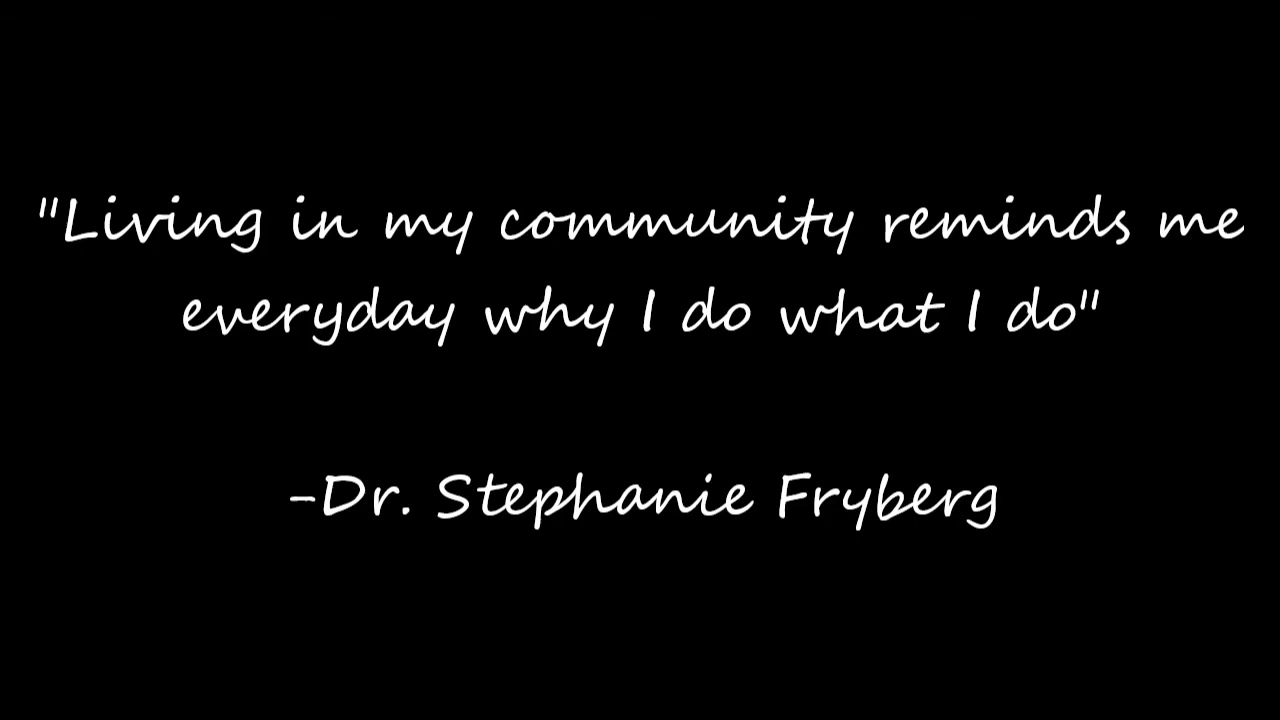 "Living in my community reminds me
everyday why I do what I do"
-Dr. Stephanie Fryberg